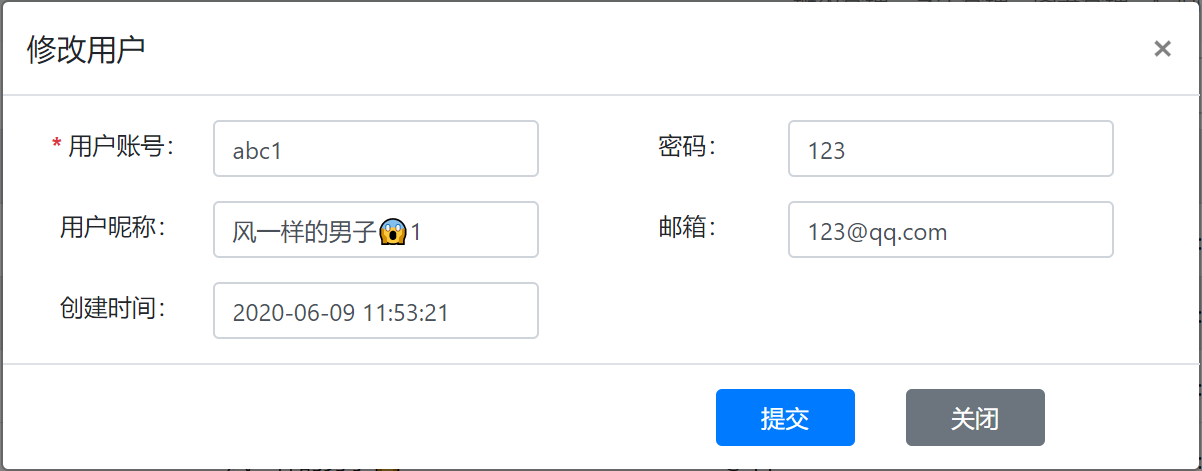 修改用户 ×
* 用户账号： abc1 密码： 123
用户昵称： 风一样的男子😱1 邮箱： 123@qq.com
创建时间： 2020-06-09 11:53:21
提交 关闭